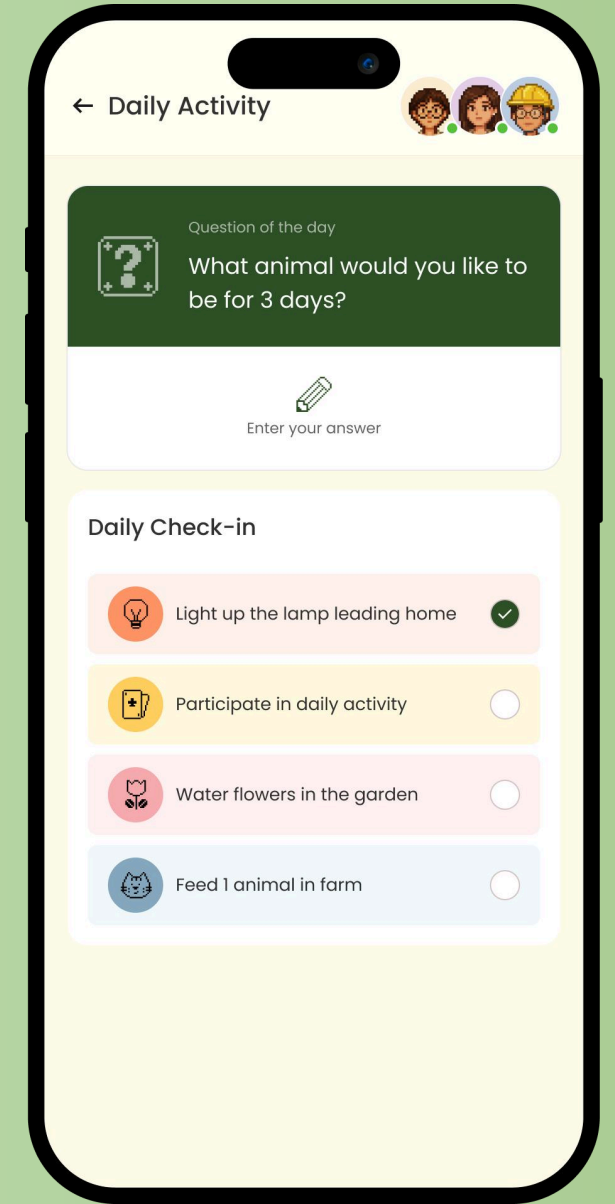 Daily Activity
Question of the day
What animal would you like to
be for 3 days?
Enter your answer
Daily Check-in
Light up the lamp leading home
Participate in daily activity
Water flowers in the garden
Feed 1 animal in farm